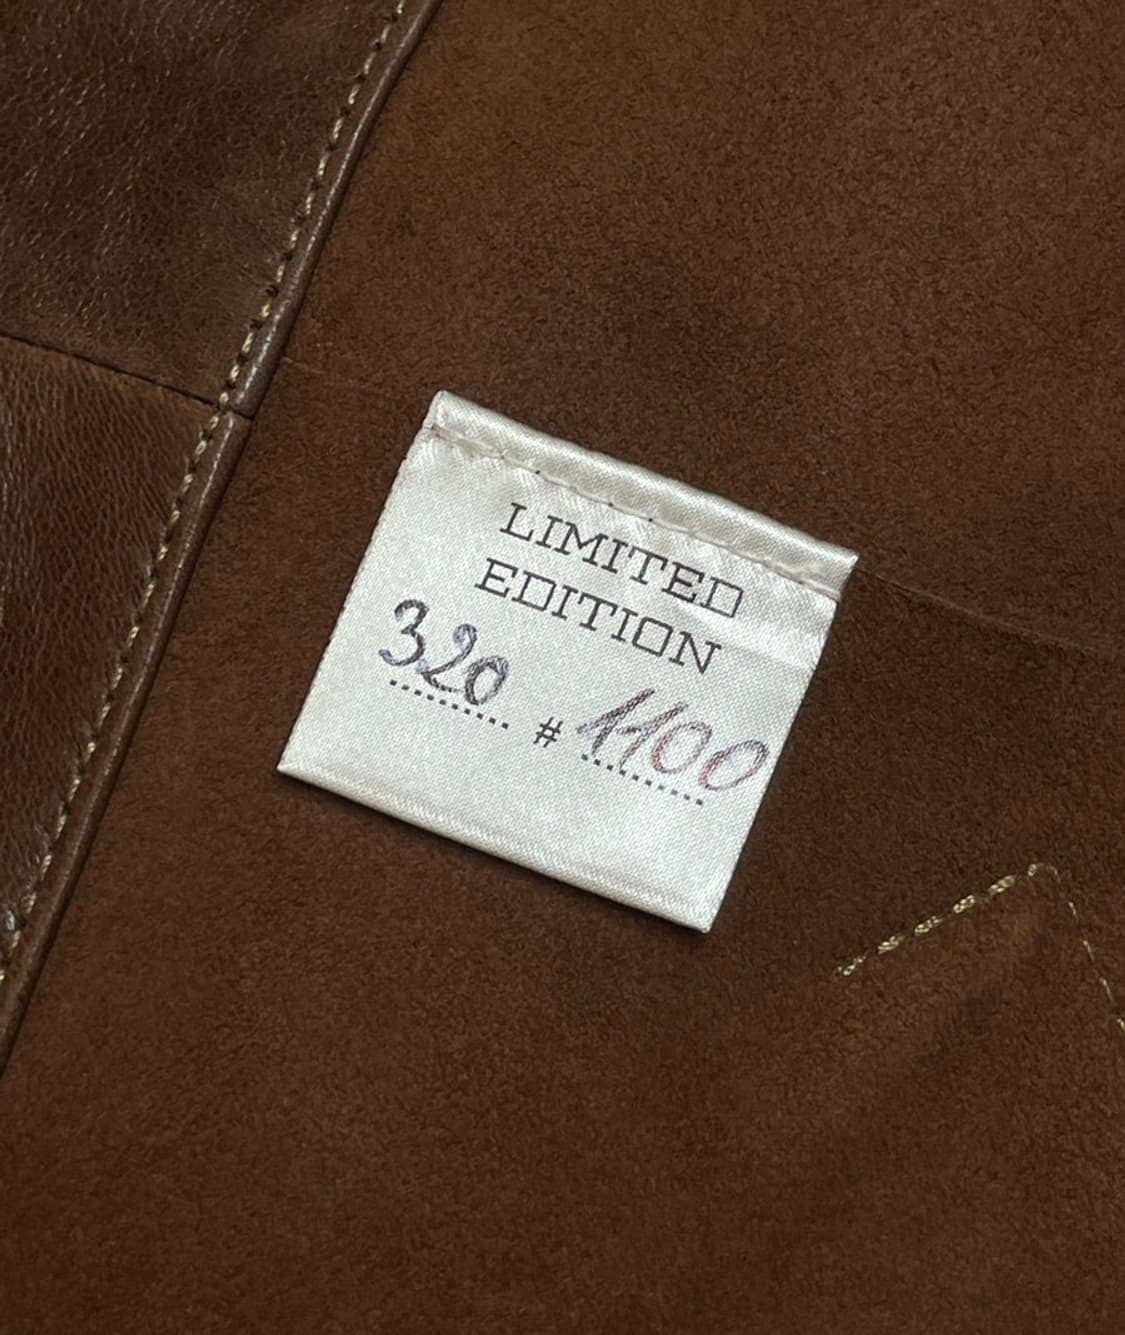 LIMITED
EDITION
320 # 1100